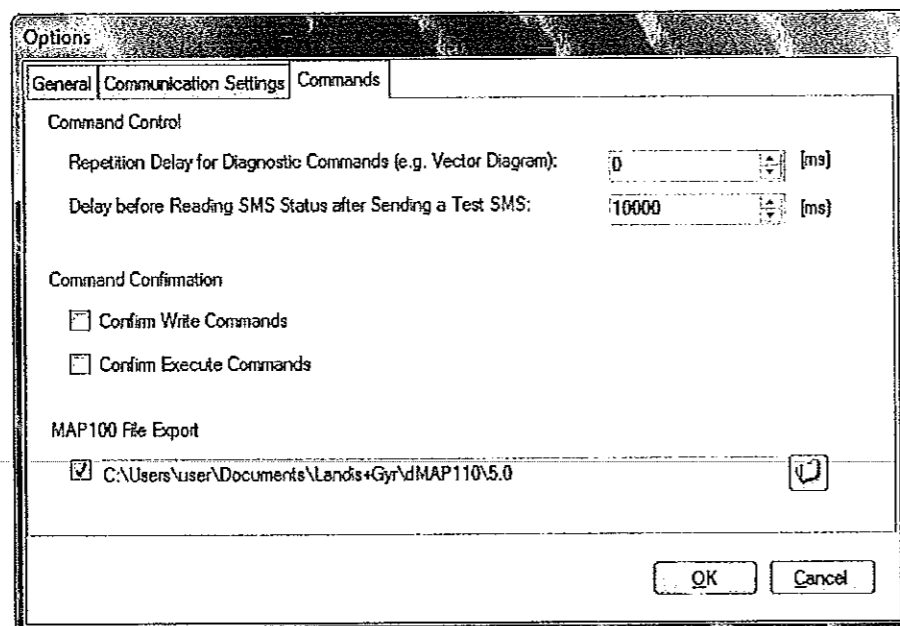 Options
General Communication Settings Commands
Command Control
Repetition Delay for Diagnostic Commands (e.g. Vector Diagram): 0 [ms]
Delay before Reading SMS Status after Sending a Test SMS: 10000 [ms]
Command Confirmation
Confirm Write Commands
Confirm Execute Commands
MAP100 File Export
C:\Users\user\Documents\Landis+Gyr\dMAP110\5.0
OK Cancel